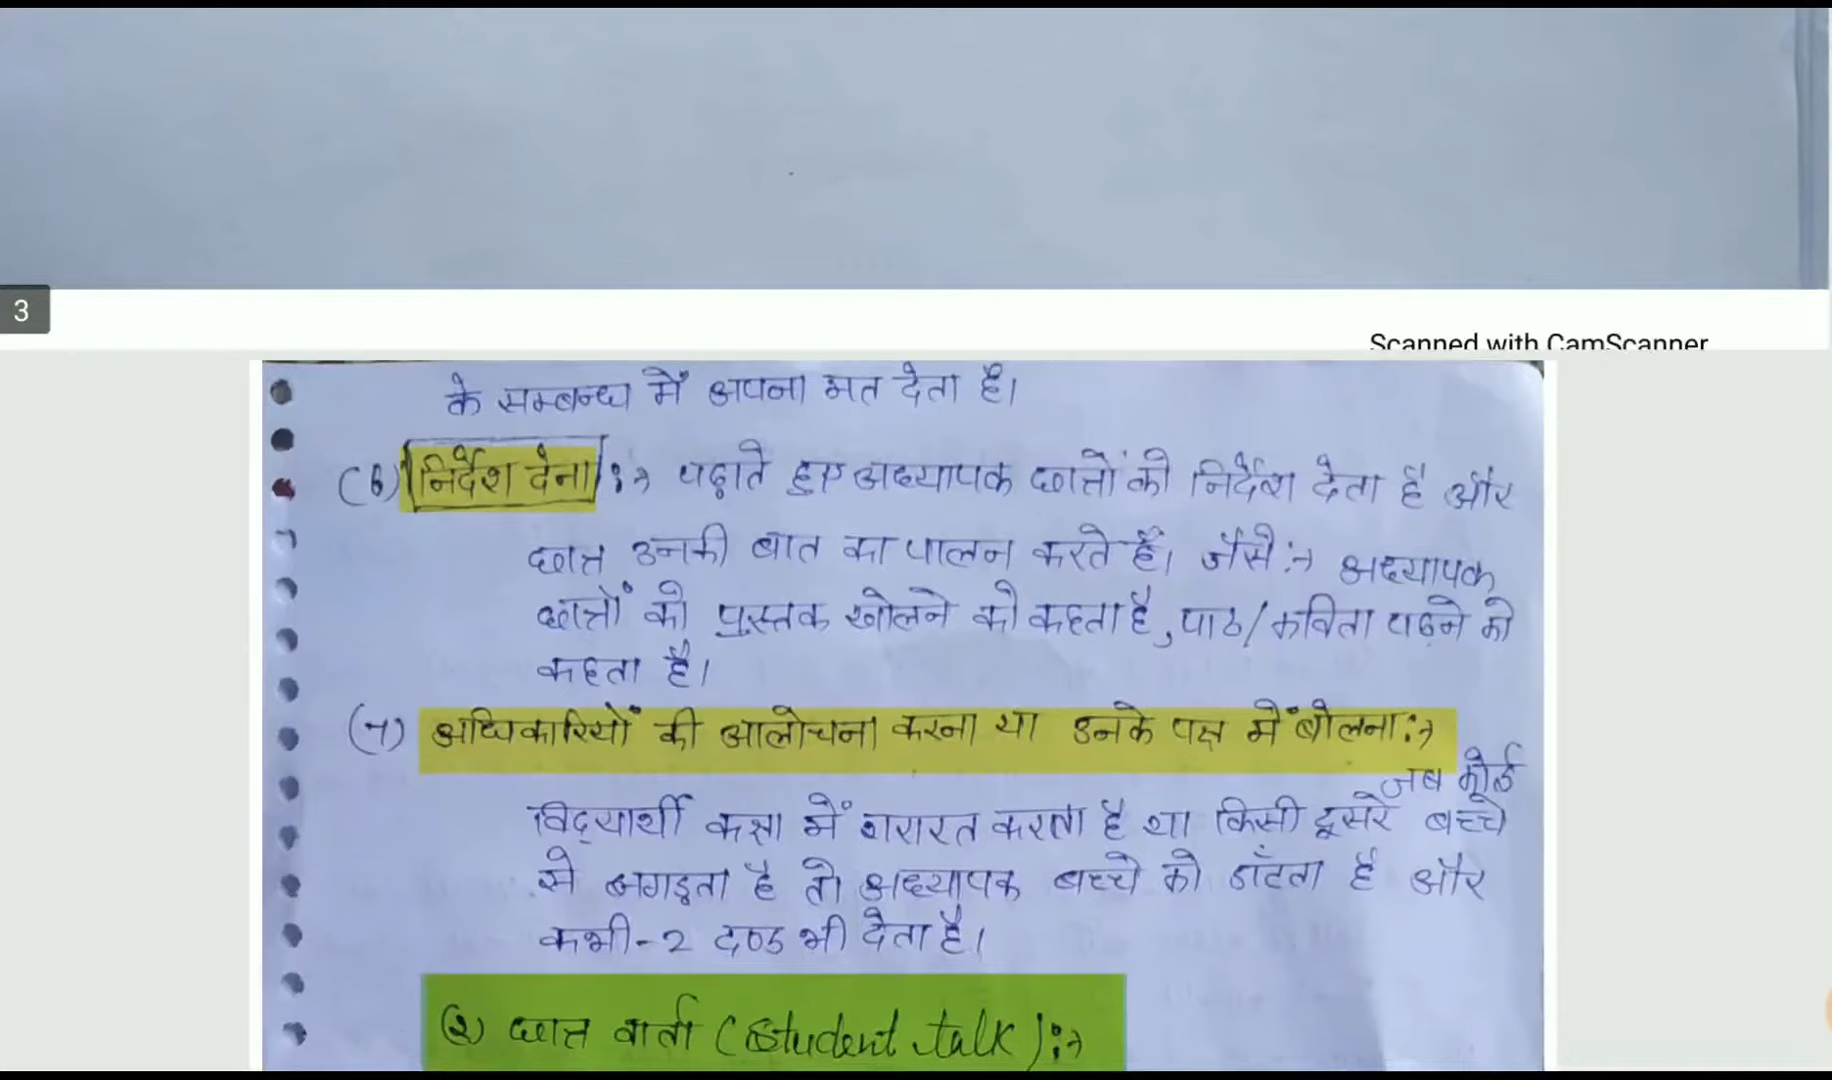 3
Scanned with CamScanner
के सम्बन्ध में अपना मत देता है।
(6) निर्देश देना :→ पढ़ाते हुए अध्यापक छात्रों को निर्देश देता है और
छात्र उनकी बात का पालन करते हैं। जैसे :→ अध्यापक
छात्रों को पुस्तक खोलने को कहता है, पाठ/कविता पढने को
कहता है।
(7) अधिकारियों की आलोचना करना या उनके पक्ष में बोलना :→
जब कोई
विद्यार्थी कक्षा में शरारत करता है या किसी दूसरे बच्चे
से झगड़ता है तो अध्यापक बच्चे को डाँटता है और
कभी-2 दण्ड भी देता है।
(2) छात्र वार्ता (Student talk) :→